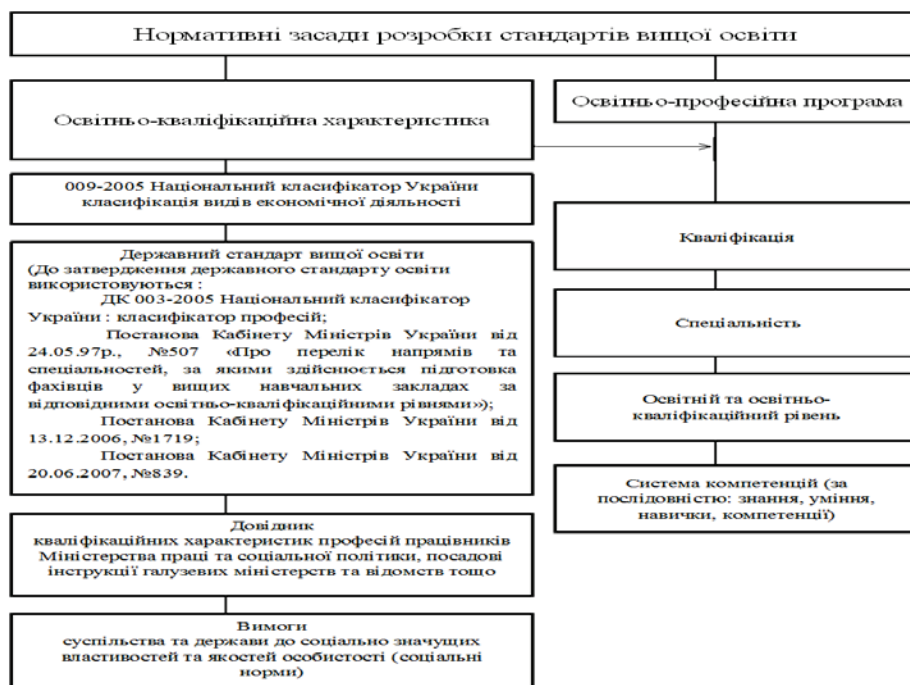 Нормативні засади розробки стандартів вищої освіти
Освітньо-кваліфікаційна характеристика
009-2005 Національний класифікатор України
класифікація видів економічної діяльності
Державний стандарт вищої освіти
(До затвердження державного стандарту освіти
використовуються :
ДК 003-2005 Національний класифікатор
України : класифікатор професій;
Постанова Кабінету Міністрів України від
24.05.97р., №507 «Про перелік напрямів та
спеціальностей, за якими здійснюється підготовка
фахівців у вищих навчальних закладах за
відповідними освітньо-кваліфікаційними рівнями»);
Постанова Кабінету Міністрів України від
13.12.2006, №1719;
Постанова Кабінету Міністрів України від
20.06.2007, №839.
Довідник
кваліфікаційних характеристик професій працівників
Міністерства праці та соціальної політики, посадові
інструкції галузевих міністерств та відомств тощо
Вимоги
суспільства та держави до соціально значущих
властивостей та якостей особистості (соціальні
норми)
Освітньо-професійна програма
Кваліфікація
Спеціальність
Освітній та освітньо-
кваліфікаційний рівень
Система компетенцій (за
послідовністю: знання, уміння,
навички, компетенції)